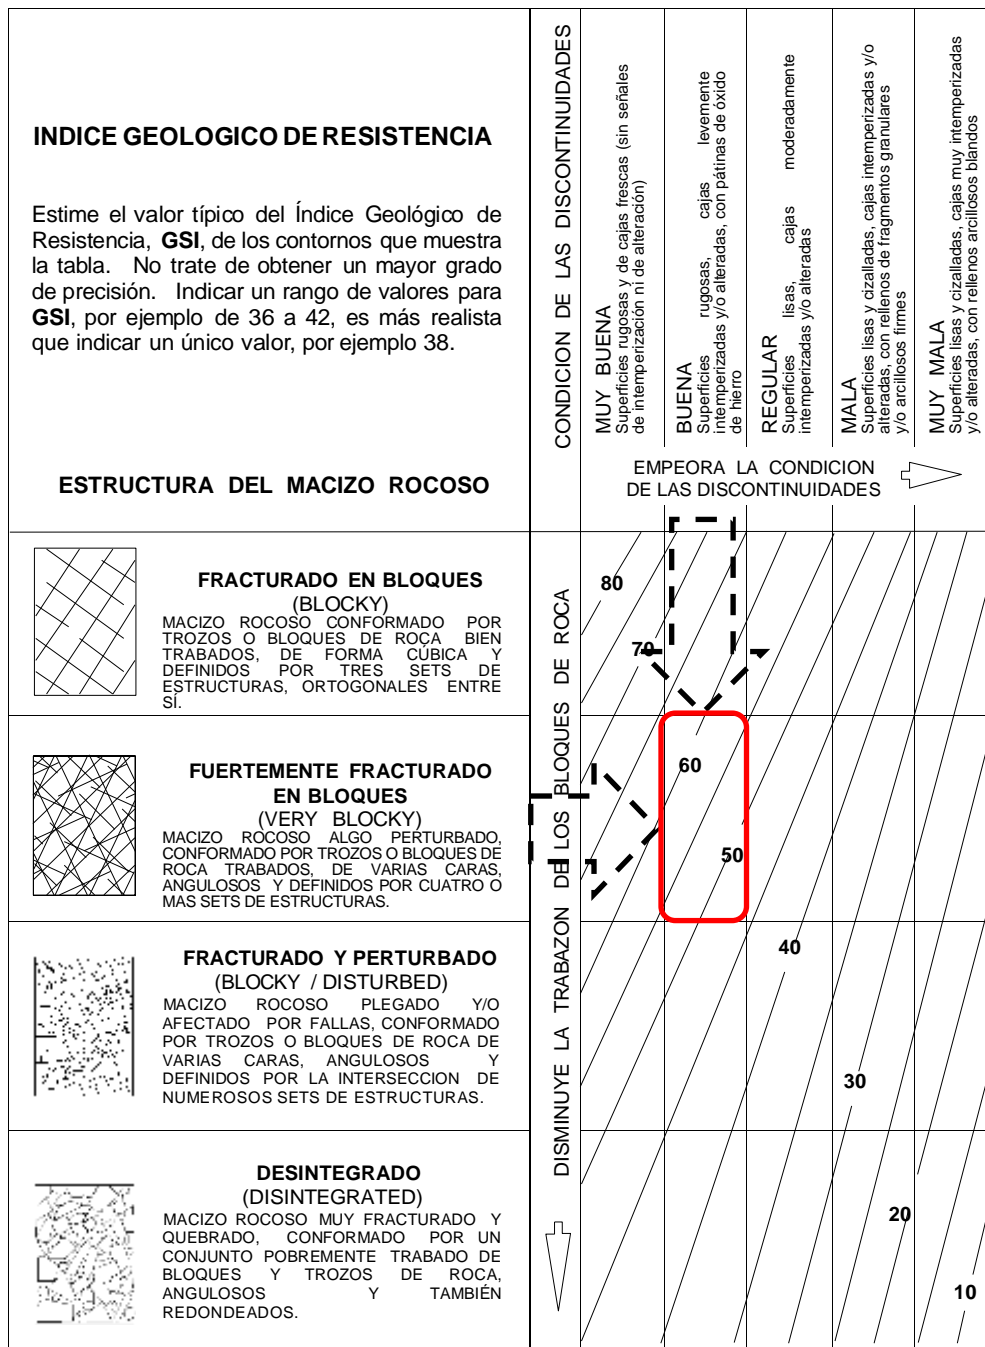 INDICE GEOLOGICO DE RESISTENCIA
Estime el valor típico del Índice Geológico de
Resistencia, GSI, de los contornos que muestra
la tabla. No trate de obtener un mayor grado
de precisión. Indicar un rango de valores para
GSI, por ejemplo de 36 a 42, es más realista
que indicar un único valor, por ejemplo 38.
ESTRUCTURA DEL MACIZO ROCOSO
CONDICION DE LAS DISCONTINUIDADES
MUY BUENA
Superficies rugosas y de cajas frescas (sin señales
de intemperización ni de alteración)
BUENA
Superficies rugosas, cajas levemente
intemperizadas y/o alteradas, con pátinas de óxido
de hierro
REGULAR
Superficies lisas, cajas moderadamente
intemperizadas y/o alteradas
MALA
Superficies lisas y cizalladas, cajas intemperizadas y/o
alteradas, con rellenos de fragmentos granulares
y/o arcillosos firmes
MUY MALA
Superficies lisas y cizalladas, cajas muy intemperizadas
y/o alteradas, con rellenos arcillosos blandos
EMPEORA LA CONDICION
DE LAS DISCONTINUIDADES
FRACTURADO EN BLOQUES
(BLOCKY)
MACIZO ROCOSO CONFORMADO POR
TROZOS O BLOQUES DE ROCA BIEN
TRABADOS, DE FORMA CÚBICA Y
DEFINIDOS POR TRES SETS DE
ESTRUCTURAS, ORTOGONALES ENTRE
SÍ.
FUERTEMENTE FRACTURADO
EN BLOQUES
(VERY BLOCKY)
MACIZO ROCOSO ALGO PERTURBADO,
CONFORMADO POR TROZOS O BLOQUES DE
ROCA TRABADOS, DE VARIAS CARAS,
ANGULOSOS Y DEFINIDOS POR CUATRO O
MAS SETS DE ESTRUCTURAS.
FRACTURADO Y PERTURBADO
(BLOCKY / DISTURBED)
MACIZO ROCOSO PLEGADO Y/O
AFECTADO POR FALLAS, CONFORMADO
POR TROZOS O BLOQUES DE ROCA DE
VARIAS CARAS, ANGULOSOS Y
DEFINIDOS POR LA INTERSECCION DE
NUMEROSOS SETS DE ESTRUCTURAS.
DESINTEGRADO
(DISINTEGRATED)
MACIZO ROCOSO MUY FRACTURADO Y
QUEBRADO, CONFORMADO POR UN
CONJUNTO POBREMENTE TRABADO DE
BLOQUES Y TROZOS DE ROCA,
ANGULOSOS Y TAMBIÉN
REDONDEADOS.
DISMINUYE LA TRABAZON DE LOS BLOQUES DE ROCA
80
70
60
50
40
30
20
10